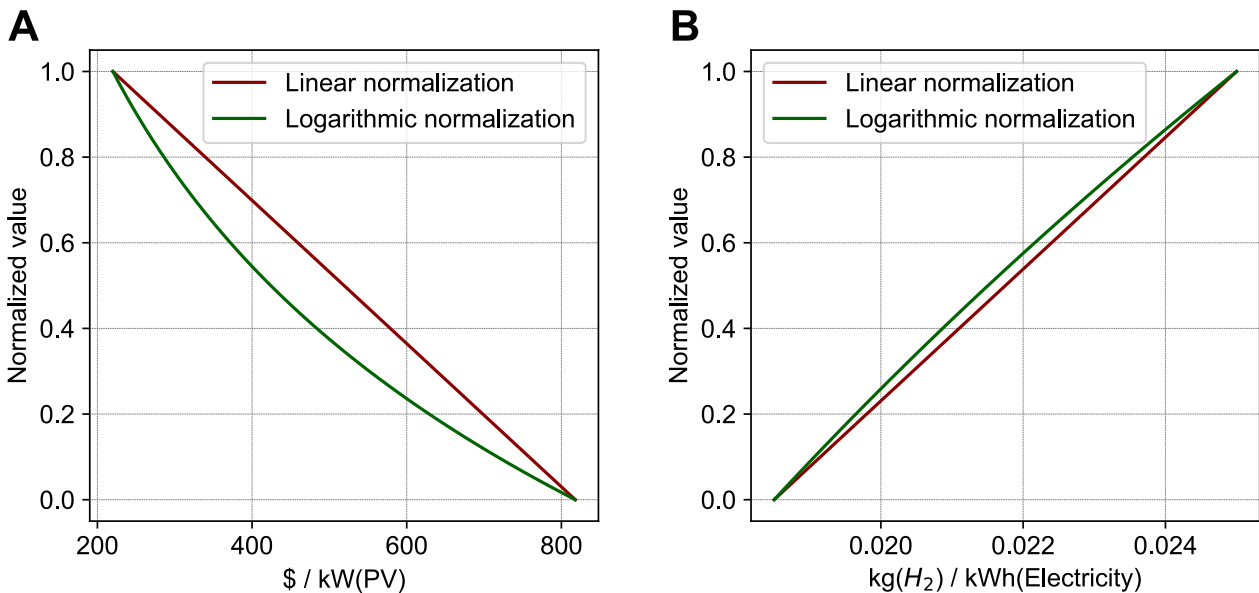 A
1.0
0.8
0.6
0.4
0.2
0.0
Normalized value
200
400
600
800
$ / kW(PV)
Linear normalization
Logarithmic normalization
B
1.0
0.8
0.6
0.4
0.2
0.0
Normalized value
0.020
0.022
0.024
kg(H₂) / kWh(Electricity)
Linear normalization
Logarithmic normalization